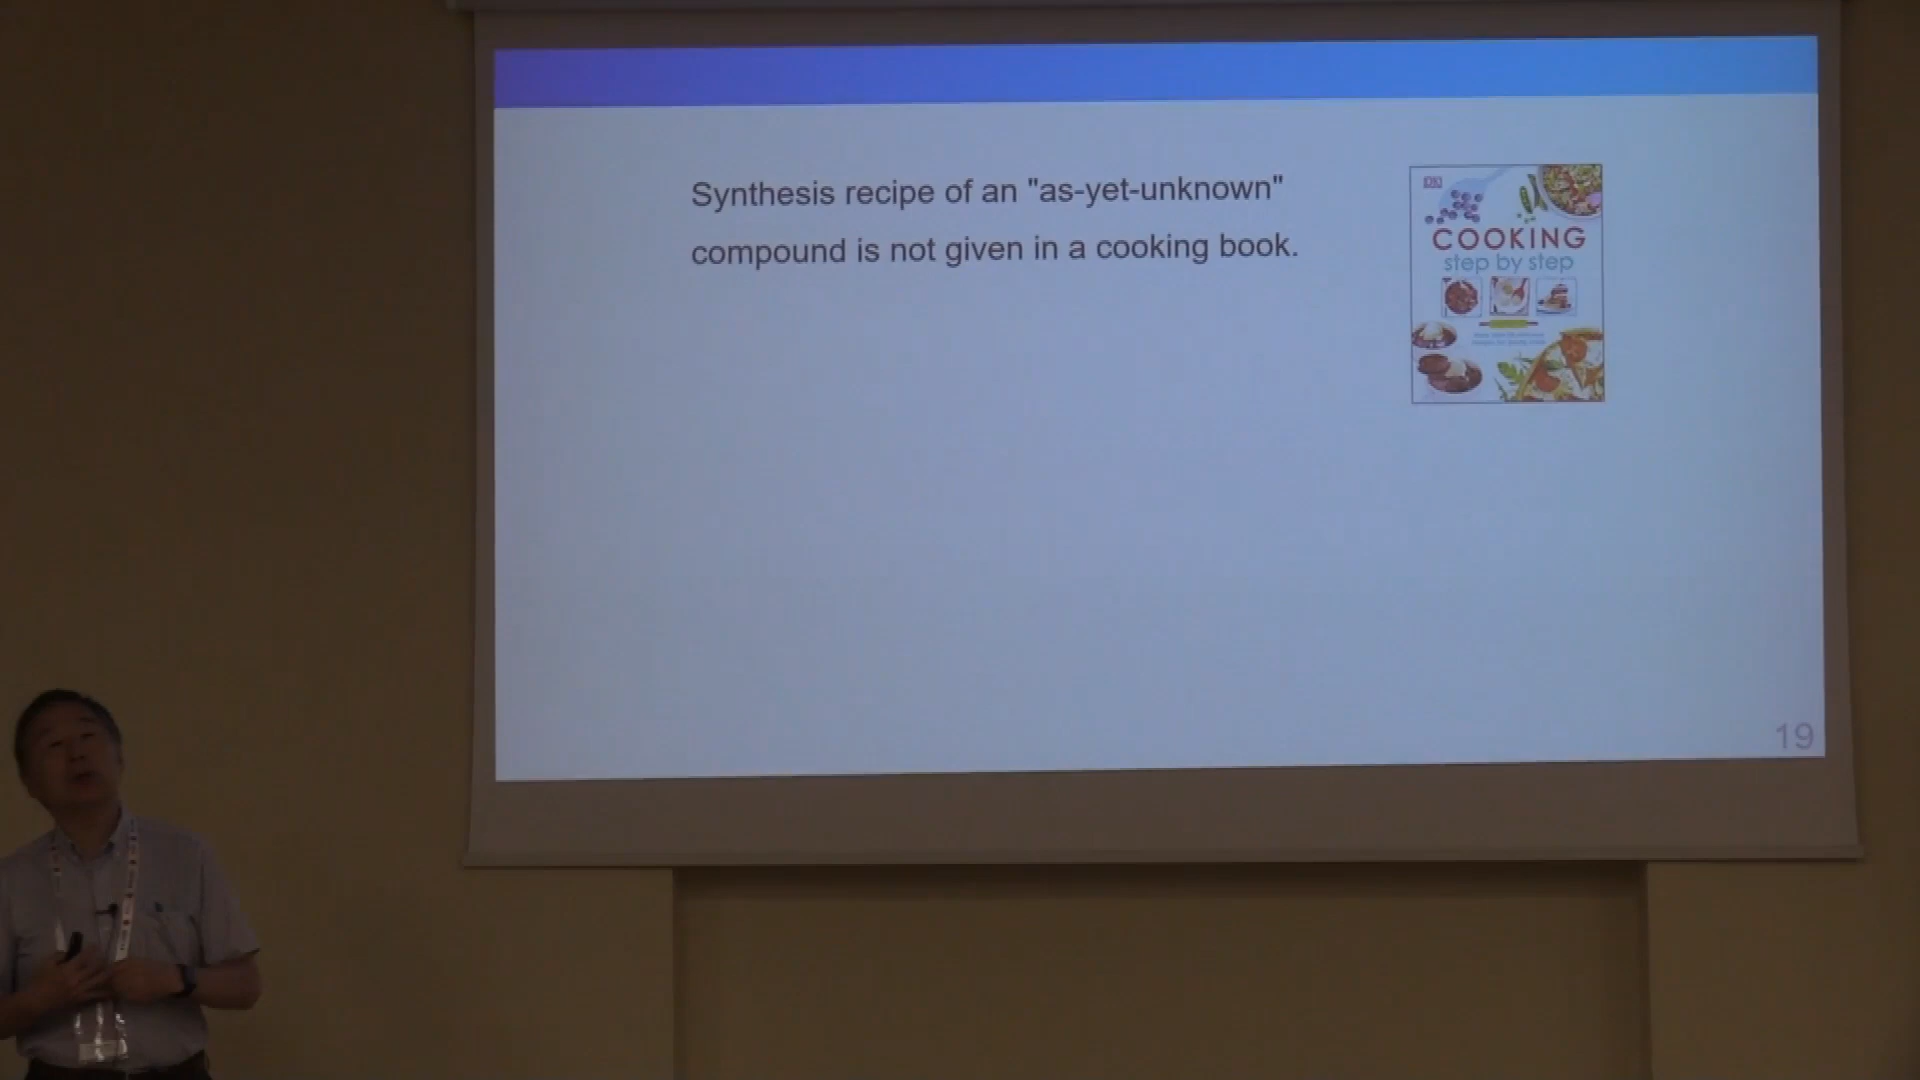 Synthesis recipe of an "as-yet-unknown"
compound is not given in a cooking book.
DK
COOKING
step by step
19